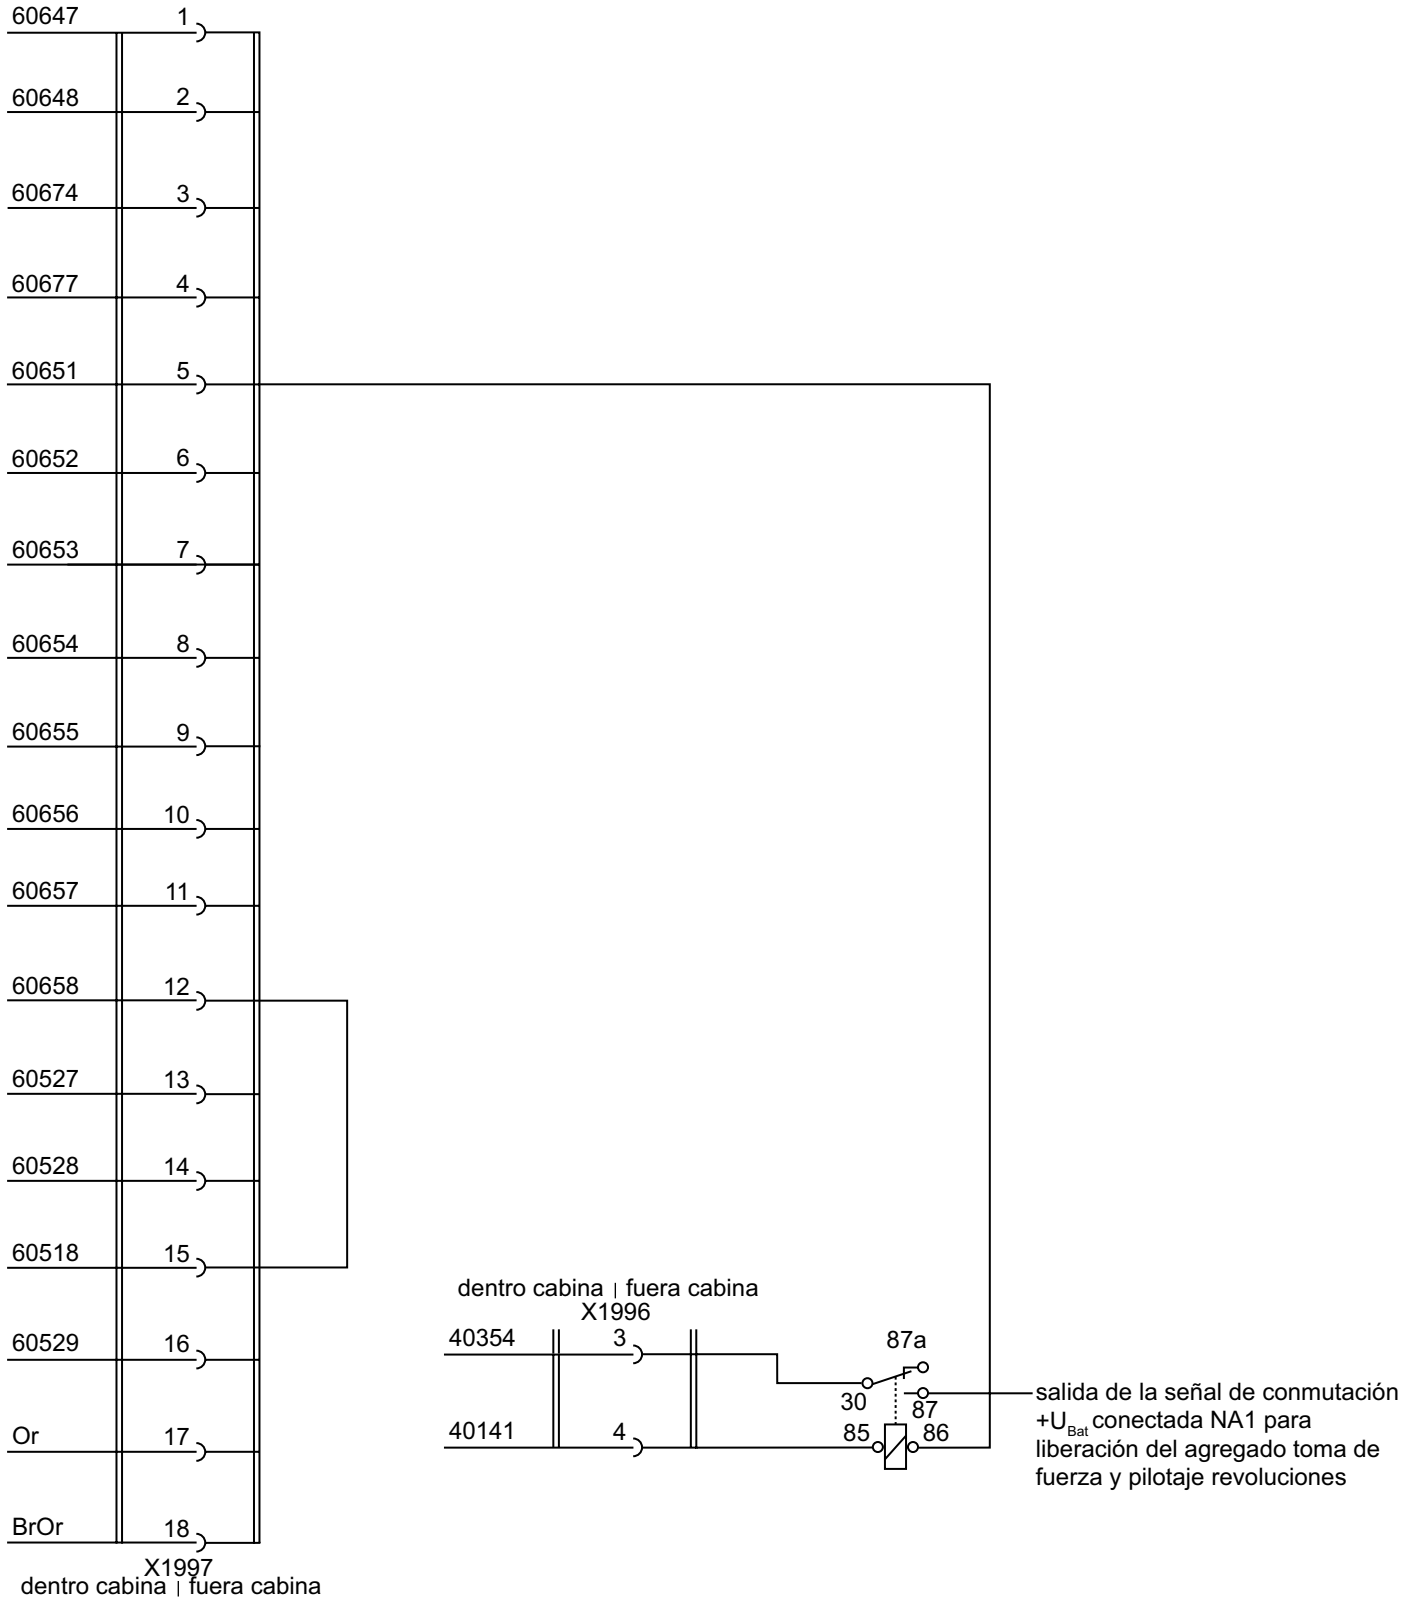 60647 1
60648 2
60674 3
60677 4
60651 5
60652 6
60653 7
60654 8
60655 9
60656 10
60657 11
60658 12
60527 13
60528 14
60518 15
60529 16
Or 17
BrOr 18
X1997
dentro cabina | fuera cabina
dentro cabina | fuera cabina
X1996
40354 3
40141 4
87a
30
87
85
86
salida de la señal de conmutación
+UBat conectada NA1 para
liberación del agregado toma de
fuerza y pilotaje revoluciones